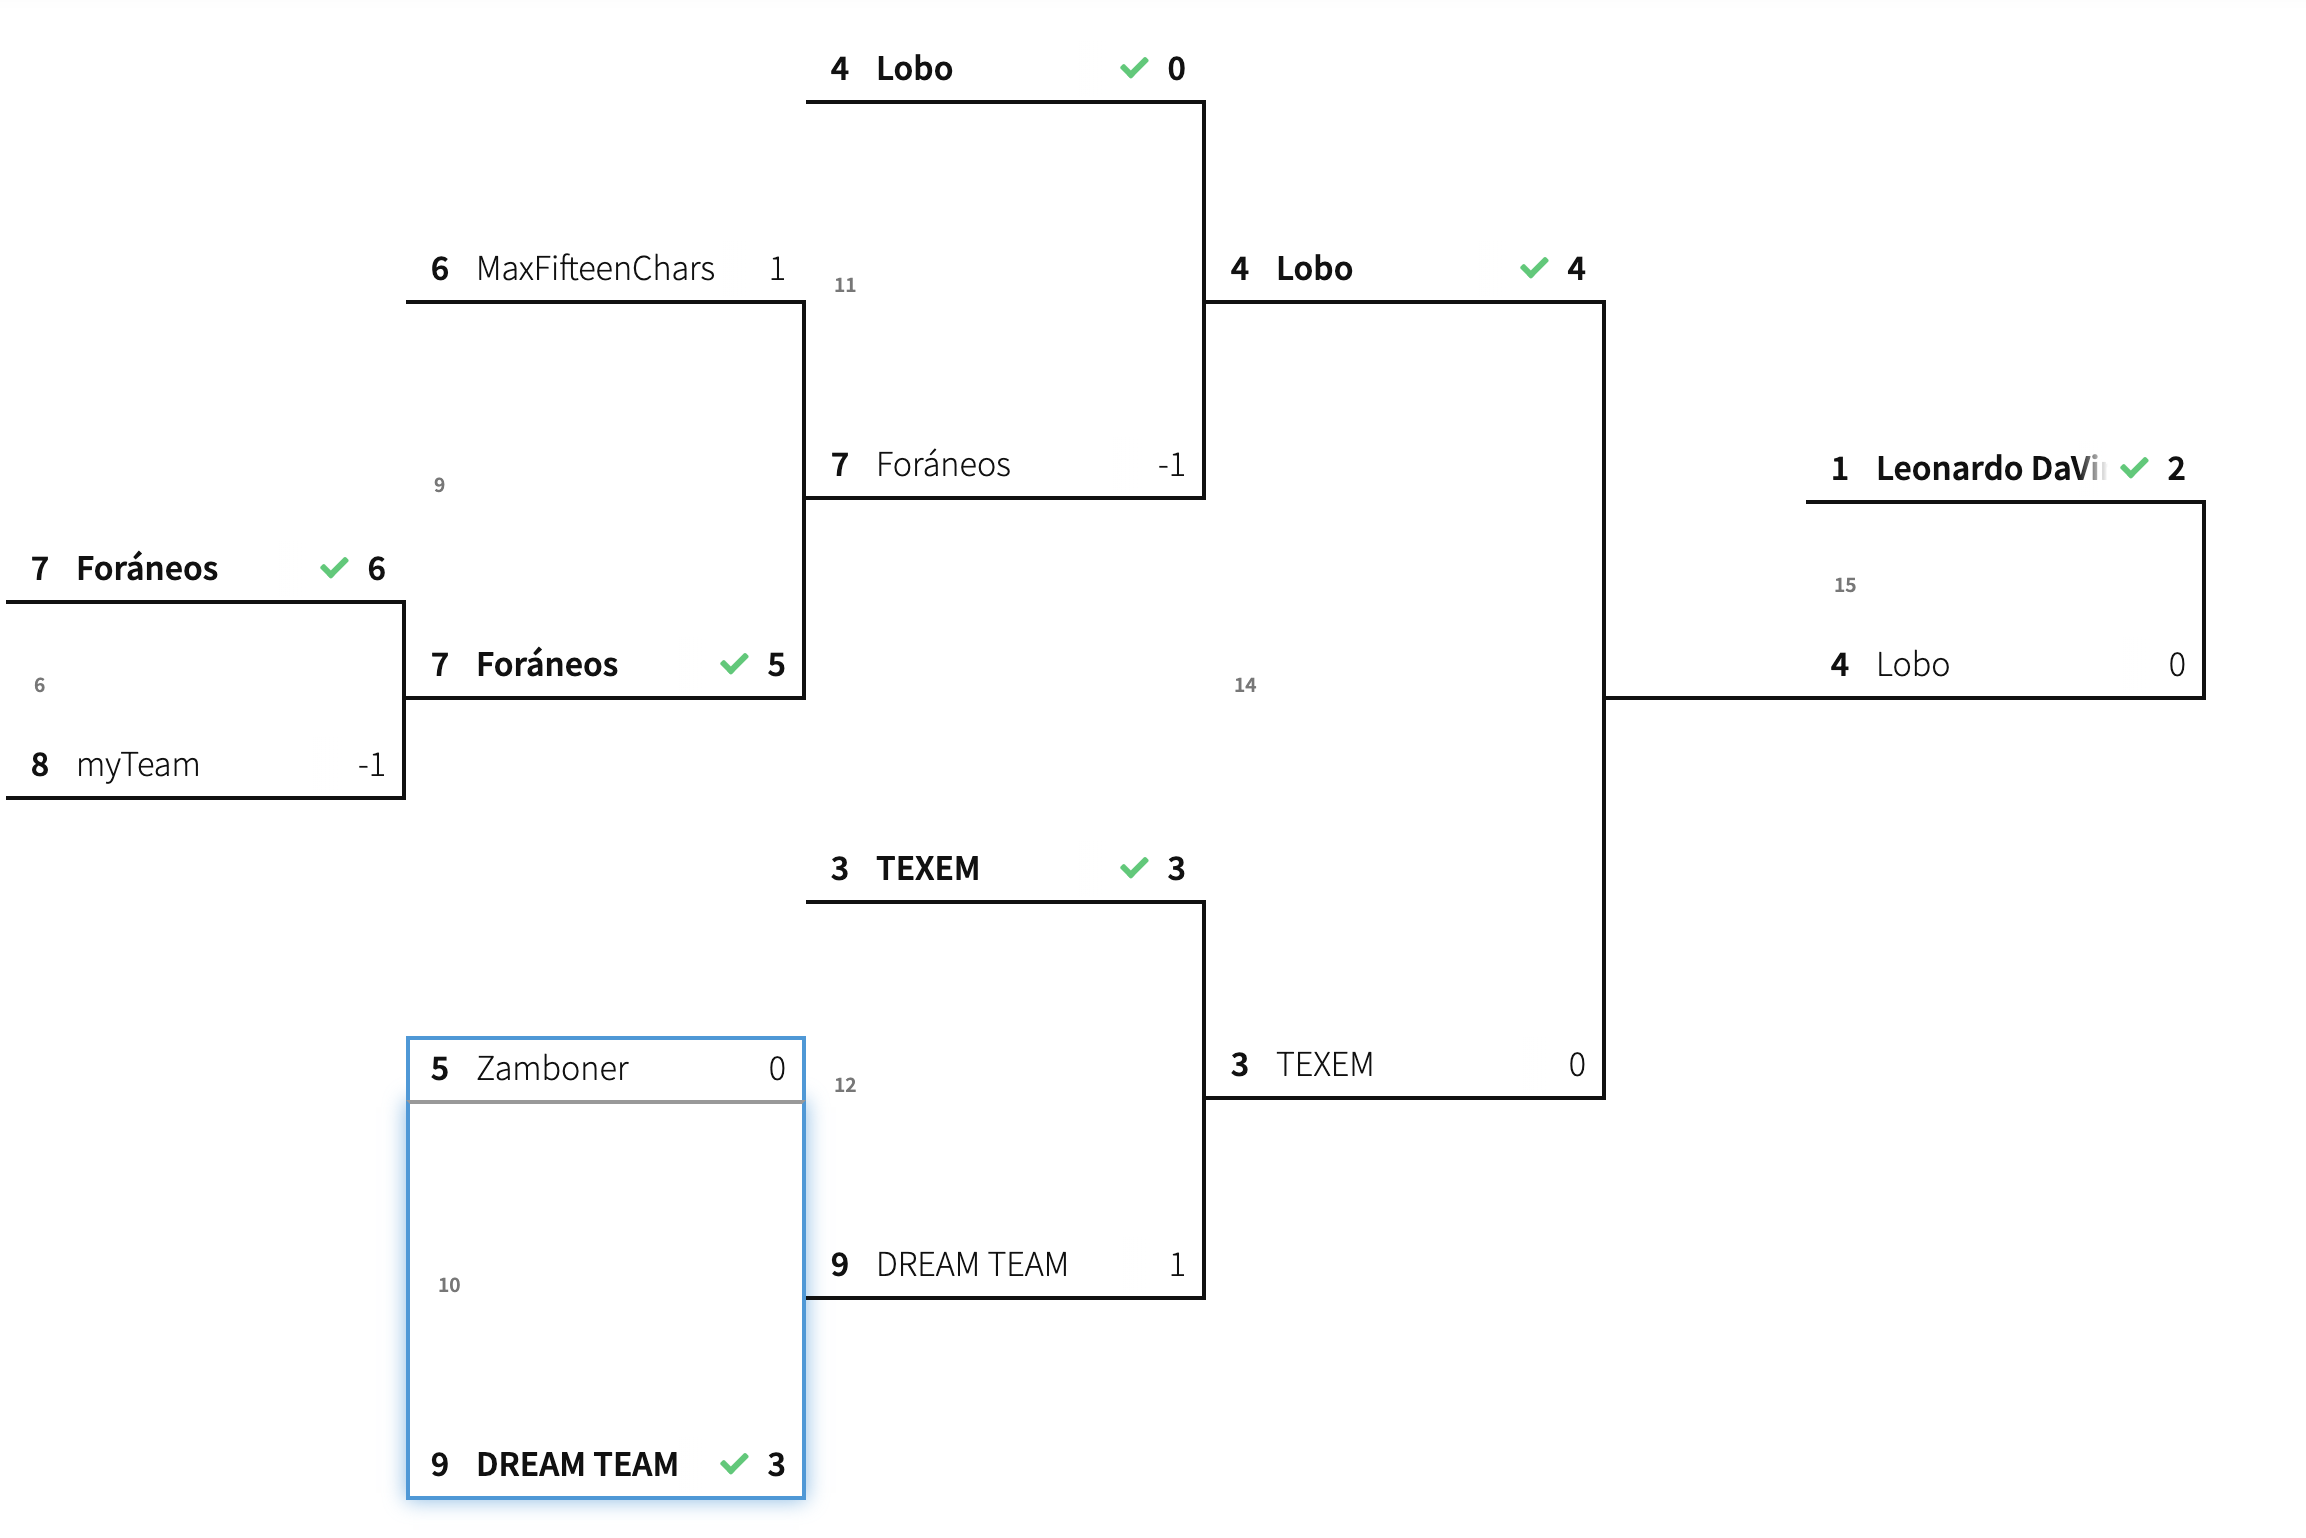 4 Lobo 0
6 MaxFifteenChars 1
11
4 Lobo 4
7 Foráneos -1
9
1 Leonardo 2
7 Foráneos 6
15
7 Foráneos 5
4 Lobo 0
6
14
8 myTeam -1
3 TEXEM 3
5 Zamboner 0
12
3 TEXEM 0
9 DREAM TEAM 1
10
9 DREAM TEAM 3